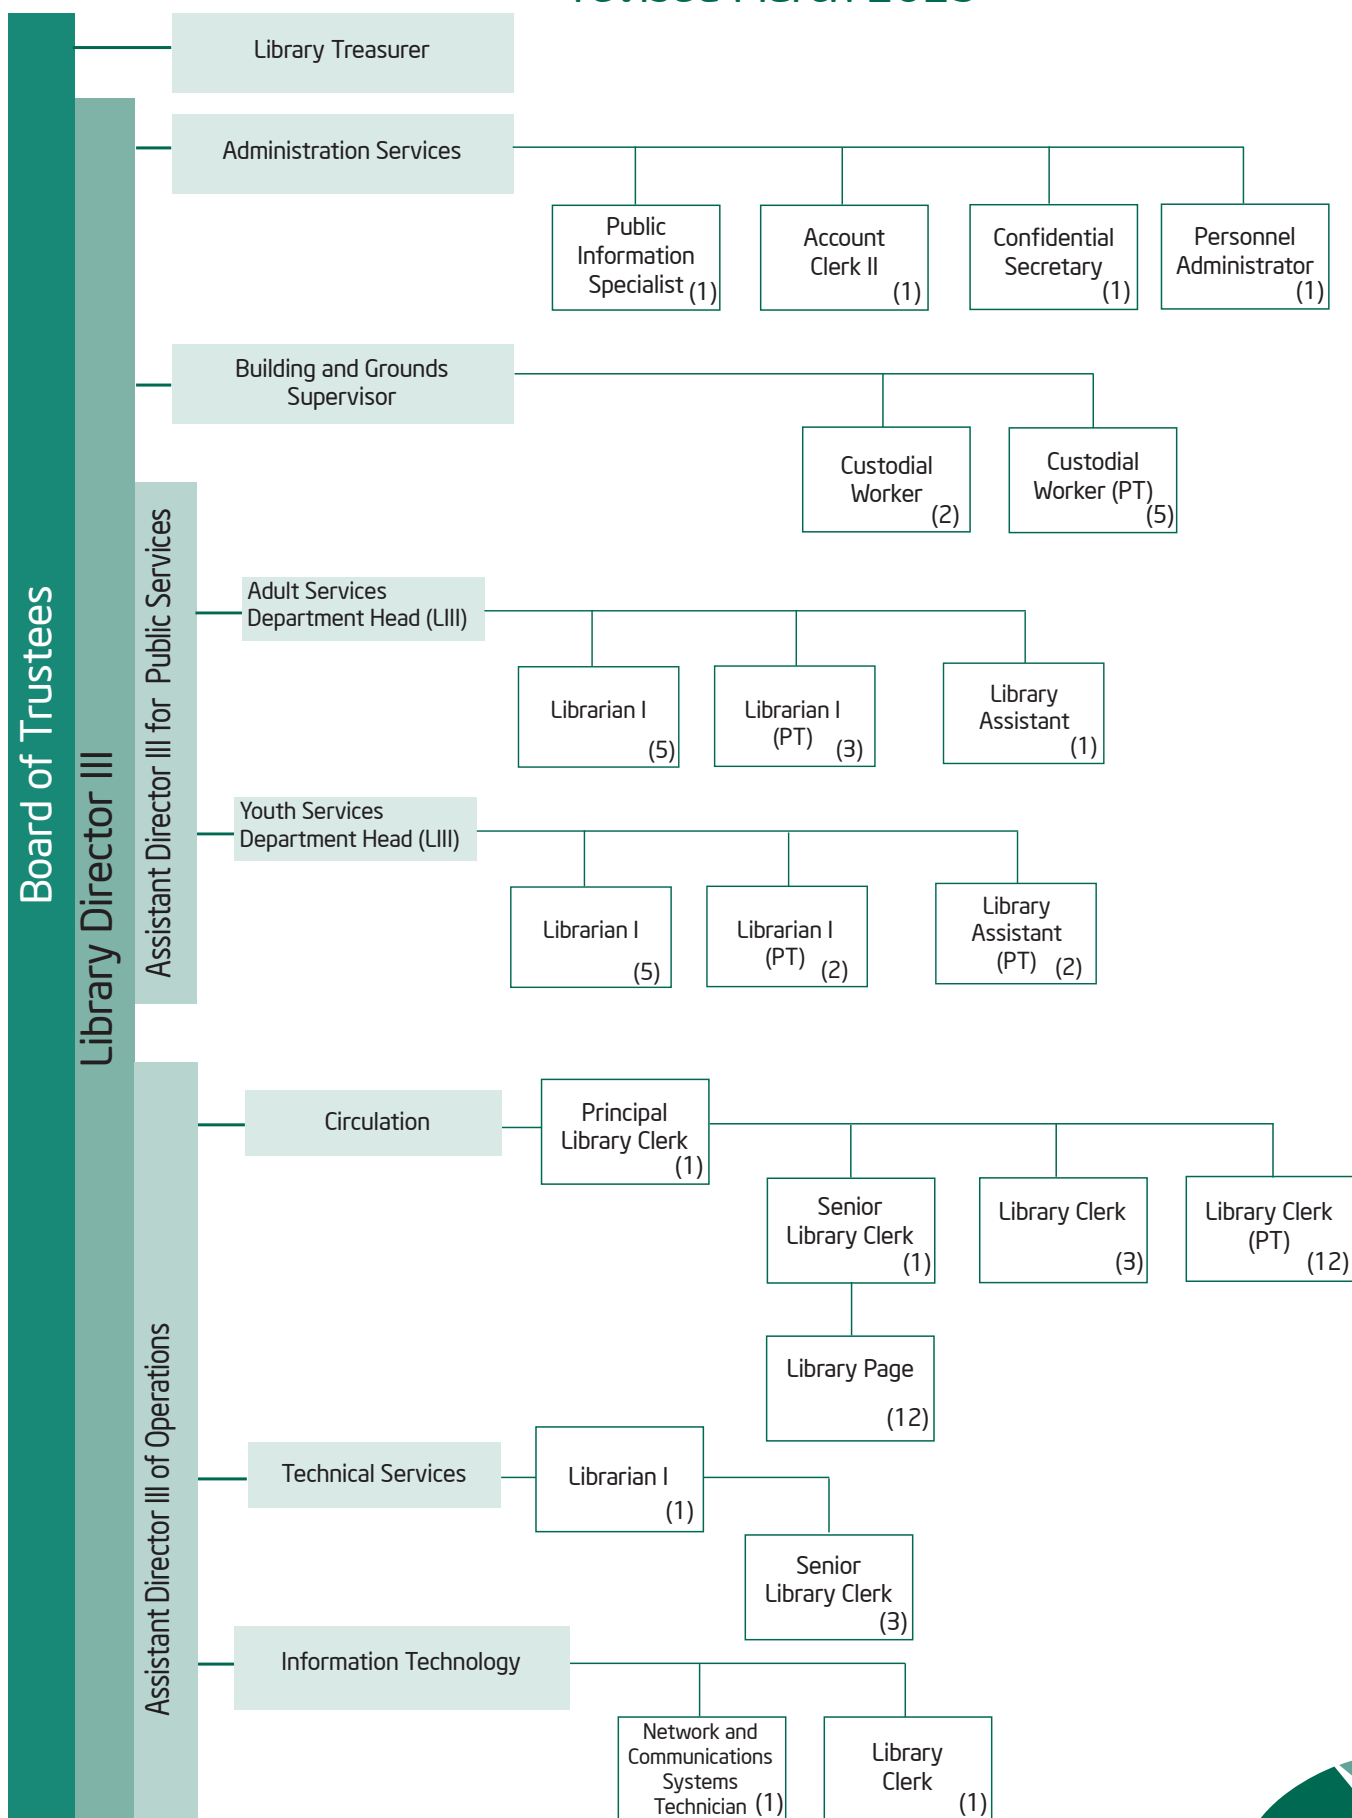 Library Treasurer
Administration Services
Public
Information
Specialist (1)
Account
Clerk II
(1)
Confidential
Secretary
(1)
Personnel
Administrator
(1)
Building and Grounds
Supervisor
Custodial
Worker
(2)
Custodial
Worker (PT)
(5)
Board of Trustees
Library Director III
Assistant Director III for Public Services
Adult Services
Department Head (LIII)
Librarian I
(5)
Librarian I
(PT) (3)
Library
Assistant
(1)
Youth Services
Department Head (LIII)
Librarian I
(5)
Librarian I
(PT) (2)
Library
Assistant
(PT) (2)
Assistant Director III of Operations
Circulation
Principal
Library Clerk
(1)
Senior
Library Clerk
(1)
Library Clerk
(3)
Library Clerk
(PT)
(12)
Library Page
(12)
Technical Services
Librarian I
(1)
Senior
Library Clerk
(3)
Information Technology
Network and
Communications
Systems
Technician (1)
Library
Clerk
(1)